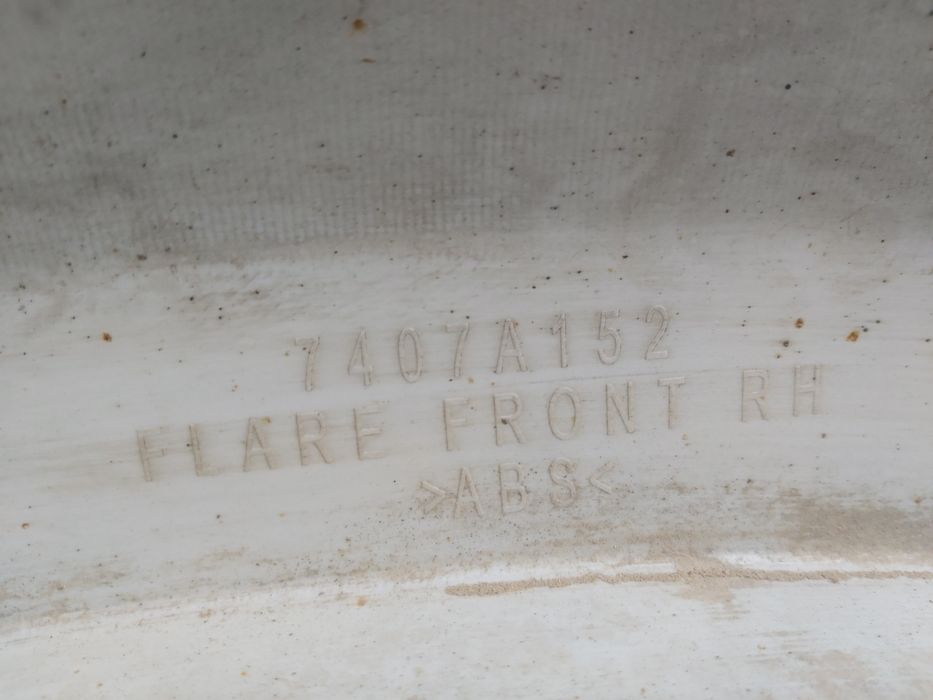 7407A152
FLARE FRONT RH
>ABS<